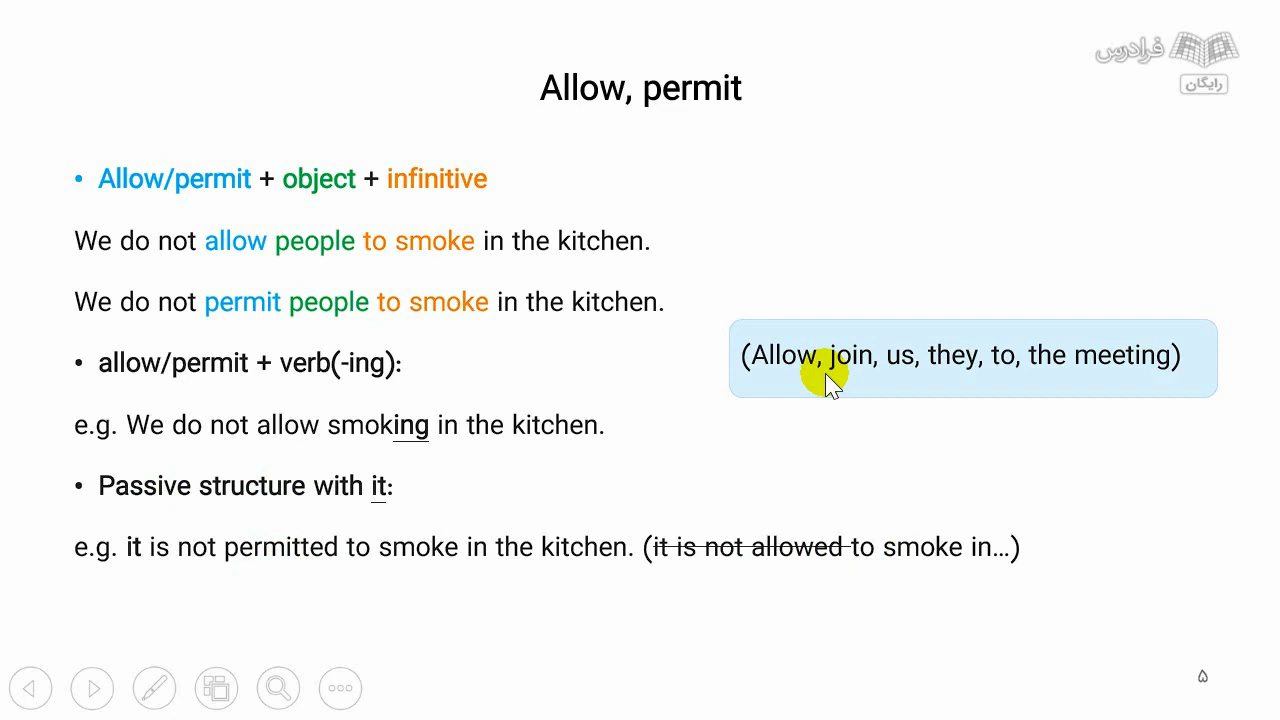 فرادرس
رایگان
Allow, permit
• Allow/permit + object + infinitive
We do not allow people to smoke in the kitchen.
We do not permit people to smoke in the kitchen.
• allow/permit + verb(-ing):
(Allow, join, us, they, to, the meeting)
e.g. We do not allow smoking in the kitchen.
• Passive structure with it:
e.g. it is not permitted to smoke in the kitchen. (it is not allowed to smoke in...)
۵